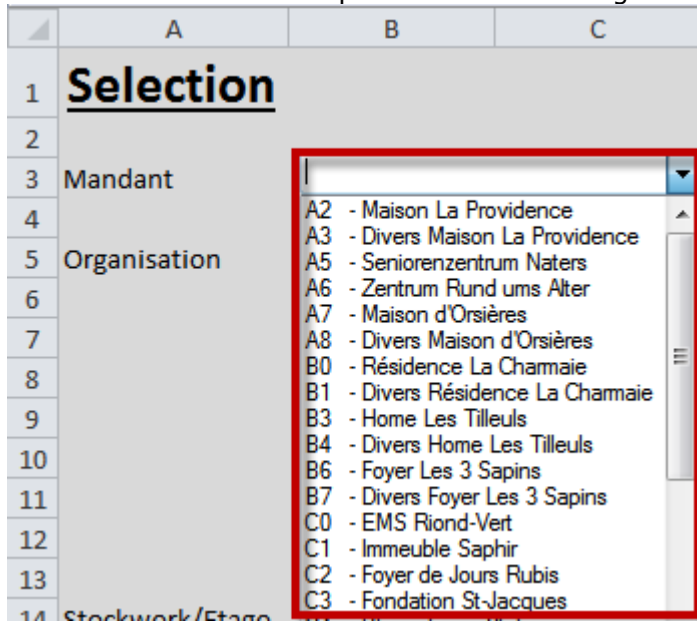 A B C
1 Selection
2
3 Mandant
4 A2 - Maison La Providence
A3 - Divers Maison La Providence
5 Organisation A5 - Seniorenzentrum Naters
6 A6 - Zentrum Rund ums Alter
A7 - Maison d'Orsières
7 A8 - Divers Maison d'Orsières
8 B0 - Résidence La Charmaie
B1 - Divers Résidence La Charmaie
9 B3 - Home Les Tilleuls
B4 - Divers Home Les Tilleuls
10 B6 - Foyer Les 3 Sapins
11 B7 - Divers Foyer Les 3 Sapins
C0 - EMS Riond-Vert
12 C1 - Immeuble Saphir
13 C2 - Foyer de Jours Rubis
C3 - Fondation St-Jacques
14 Stockwerk/Etage